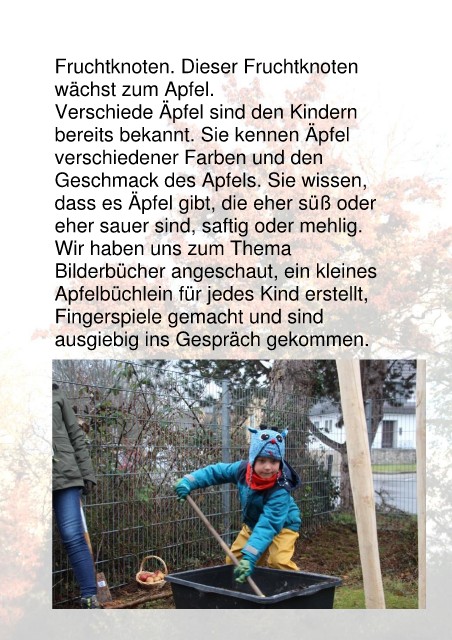 Fruchtknoten. Dieser Fruchtknoten
wächst zum Apfel.
Verschiede Äpfel sind den Kindern
bereits bekannt. Sie kennen Äpfel
verschiedener Farben und den
Geschmack des Apfels. Sie wissen,
dass es Äpfel gibt, die eher süß oder
eher sauer sind, saftig oder mehlig.
Wir haben uns zum Thema
Bilderbücher angeschaut, ein kleines
Apfelbüchlein für jedes Kind erstellt,
Fingerspiele gemacht und sind
ausgiebig ins Gespräch gekommen.